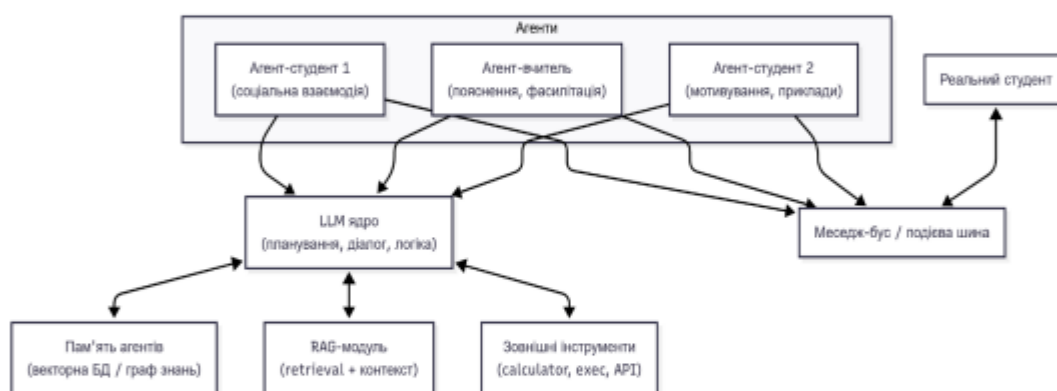 Агенти
Агент-студент 1
(соціальна взаємодія)
Агент-вчитель
(пояснення, фасилітація)
Агент-студент 2
(мотивування, приклади)
Реальний студент
LLM ядро
(планування, діалог, логіка)
Меседж-бус / подієва шина
Пам'ять агентів
(векторна БД / граф знань)
RAG-модуль
(retrieval + контекст)
Зовнішні інструменти
(calculator, exec, API)